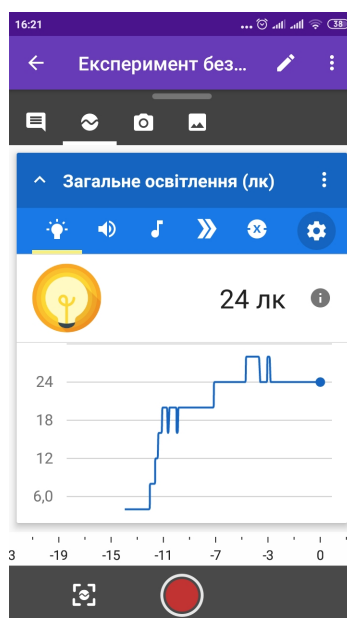 16:21 ... 38
Експеримент без...
Загальне освітлення (лк)
x
24 лк
24
18
12
6,0
3 -19 -15 -11 -7 -3 0